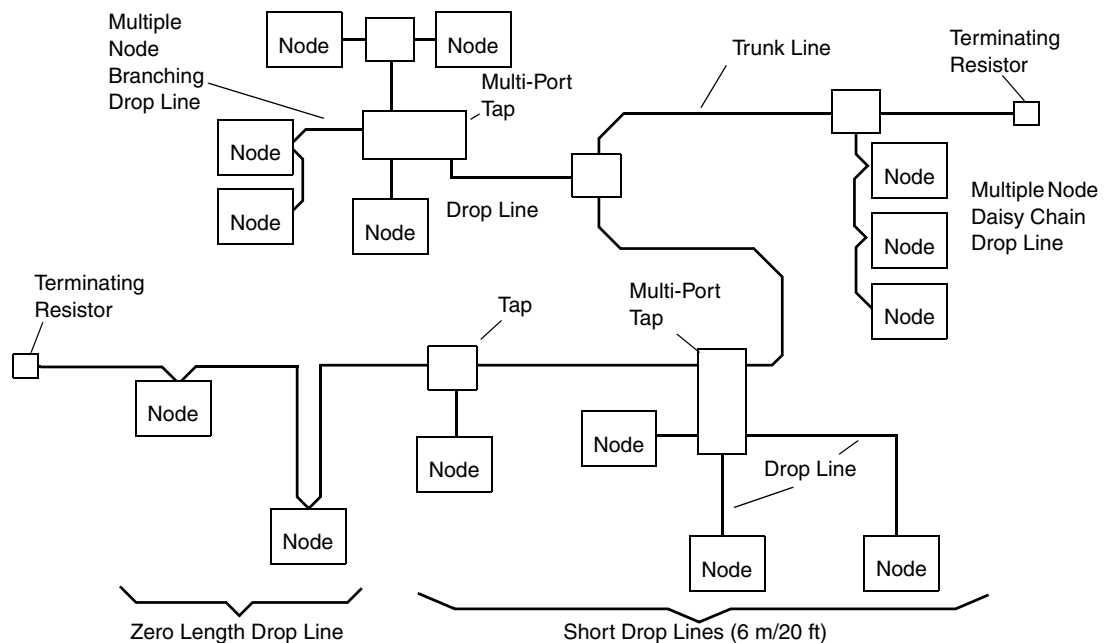 Multiple
Node
Branching
Drop Line
Node
Node
Multi-Port
Tap
Trunk Line
Terminating
Resistor
Node
Node
Node
Drop Line
Node
Node
Node
Multiple Node
Daisy Chain
Drop Line
Terminating
Resistor
Tap
Multi-Port
Tap
Node
Node
Node
Node
Drop Line
Node
Node
Zero Length Drop Line
Short Drop Lines (6 m/20 ft)